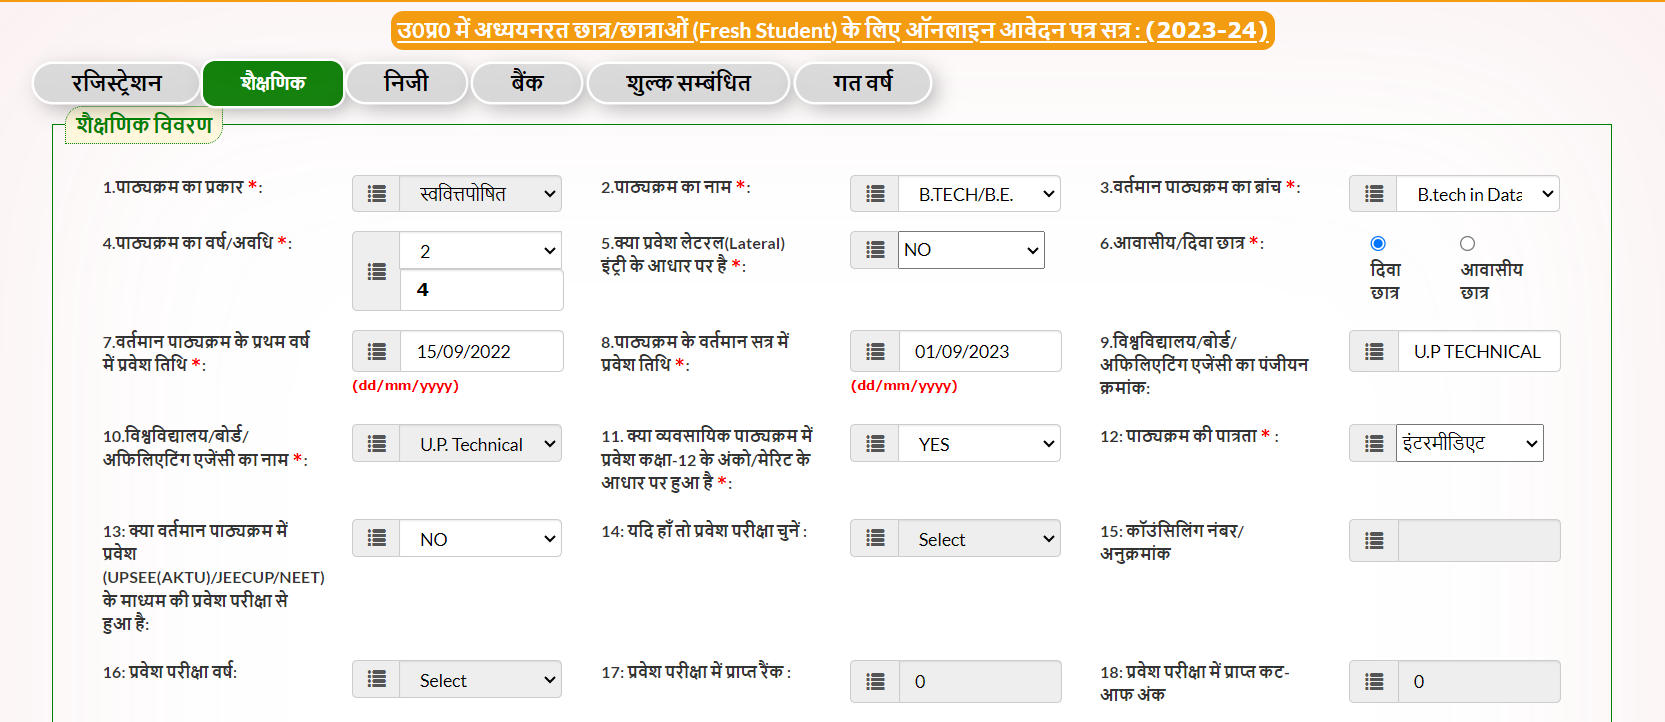 उ0प्र0 में अध्ययनरत छात्र/छात्राओं (Fresh Student) के लिए ऑनलाइन आवेदन पत्र सत्र : (2023-24)
रजिस्ट्रेशन शैक्षणिक निजी बैंक शुल्क सम्बंधित गत वर्ष
शैक्षणिक विवरण
1.पाठ्यक्रम का प्रकार *: स्ववित्तपोषित 2.पाठ्यक्रम का नाम *: B.TECH/B.E. 3.वर्तमान पाठ्यक्रम का ब्रांच *: B.tech in Data
4.पाठ्यक्रम का वर्ष/अवधि *: 2 5.क्या प्रवेश लेटरल(Lateral) NO 6.आवासीय/दिवा छात्र *:
इंट्री के आधार पर है *: दिवा आवासीय
4 छात्र छात्र
7.वर्तमान पाठ्यक्रम के प्रथम वर्ष 15/09/2022 8.पाठ्यक्रम के वर्तमान सत्र में 01/09/2023 9.विश्वविद्यालय/बोर्ड/ U.P TECHNICAL
में प्रवेश तिथि *: प्रवेश तिथि *: अफिलिएटिंग एजेंसी का पंजीयन
(dd/mm/yyyy) (dd/mm/yyyy) क्रमांक:
10.विश्वविद्यालय/बोर्ड/ U.P. Technical 11. क्या व्यवसायिक पाठ्यक्रम में YES 12: पाठ्यक्रम की पात्रता * : इंटरमीडिएट
अफिलिएटिंग एजेंसी का नाम *: प्रवेश कक्षा-12 के अंको/मेरिट के
आधार पर हुआ है *:
13: क्या वर्तमान पाठ्यक्रम में NO 14: यदि हाँ तो प्रवेश परीक्षा चुनें : Select 15: कॉउंसिलिंग नंबर/
प्रवेश अनुक्रमांक
(UPSEE(AKTU)/JEECUP/NEET)
के माध्यम की प्रवेश परीक्षा से
हुआ है:
16: प्रवेश परीक्षा वर्ष: Select 17: प्रवेश परीक्षा में प्राप्त रैंक : 0 18: प्रवेश परीक्षा में प्राप्त कट- 0
आफ अंक